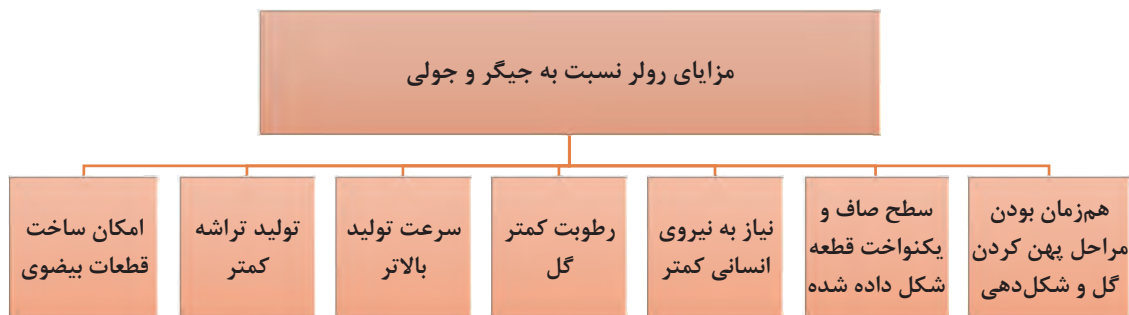 مزایای رولر نسبت به جیگر و جولی
هم‌زمان بودن
مراحل پهن کردن
گل و شکل‌دهی
سطح صاف و
یکنواخت قطعه
شکل داده شده
نیاز به نیروی
انسانی کمتر
رطوبت کمتر
گل
سرعت تولید
بالاتر
تولید تراشه
کمتر
امکان ساخت
قطعات بیضوی